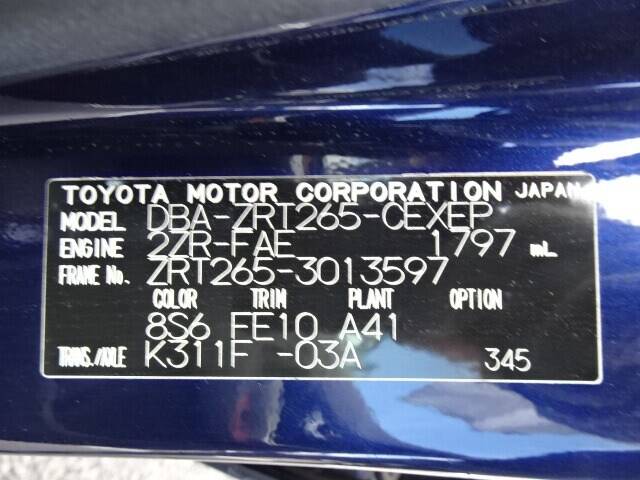 TOYOTA MOTOR CORPORATION JAPAN
MODEL DBA-ZRT265-CEXEP
ENGINE 2ZR-FAE 1797 mL
FRAME No. ZRT265-3013597
COLOR TRIM PLANT OPTION
8S6 FE10 A41
TRANS./AXLE K311F -03A 345